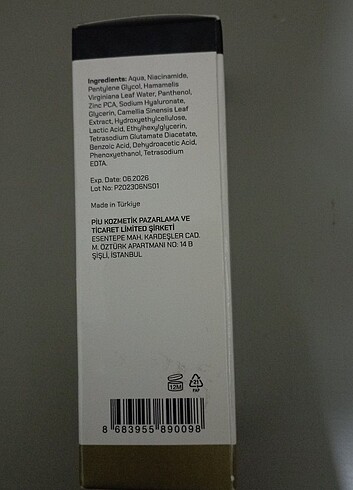 Ingredients: Aqua, Niacinamide,
Pentylene Glycol, Hamamelis
Virginiana Leaf Water, Panthenol,
Zinc PCA, Sodium Hyaluronate,
Glycerin, Camellia Sinensis Leaf
Extract, Hydroxyethylcellulose,
Lactic Acid, Ethylhexylglycerin,
Tetrasodium Glutamate Diacetate,
Benzoic Acid, Dehydroacetic Acid,
Phenoxyethanol, Tetrasodium
EDTA.
Exp. Date: 06.2026
Lot No: P202306NS01
Made in Türkiye
PİU KOZMETİK PAZARLAMA VE
TİCARET LİMİTED ŞİRKETİ
ESENTEPE MAH. KARDEŞLER CAD.
M. ÖZTÜRK APARTMANI NO: 14 B
ŞİŞLİ, İSTANBUL
12M
21
PAP
8 683955 890098